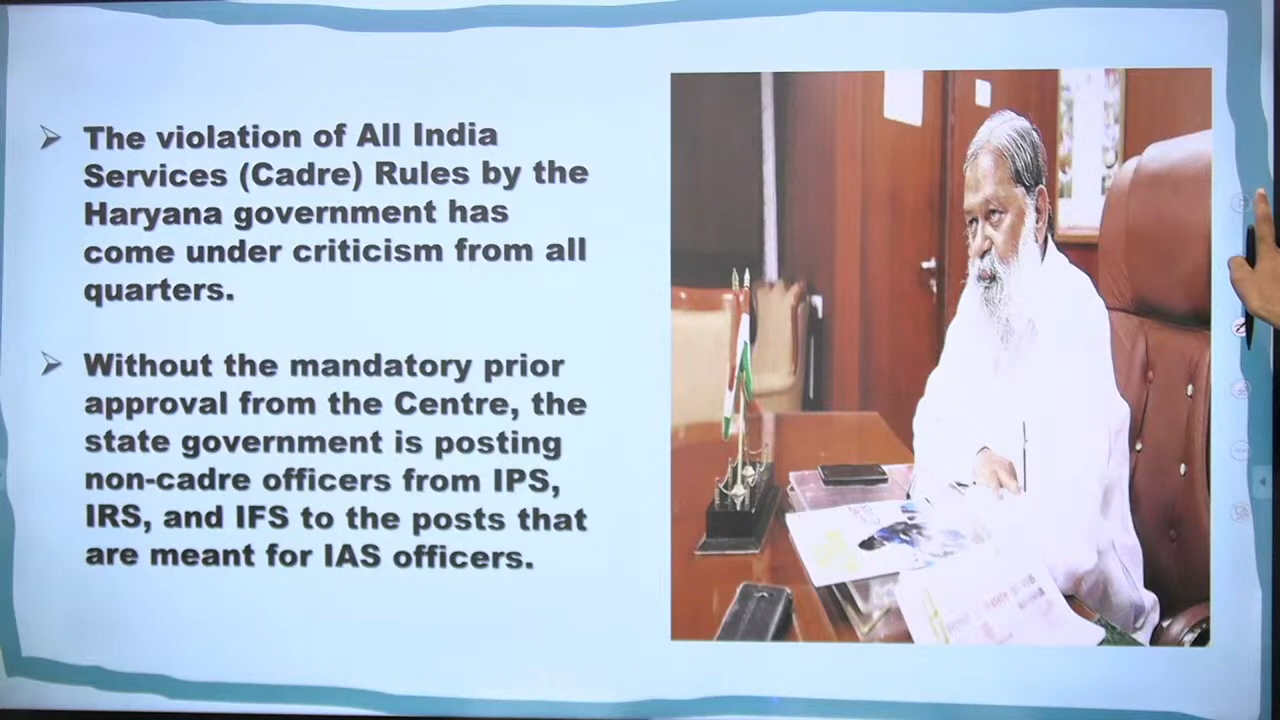 The violation of All India
Services (Cadre) Rules by the
Haryana government has
come under criticism from all
quarters.
Without the mandatory prior
approval from the Centre, the
state government is posting
non-cadre officers from IPS,
IRS, and IFS to the posts that
are meant for IAS officers.